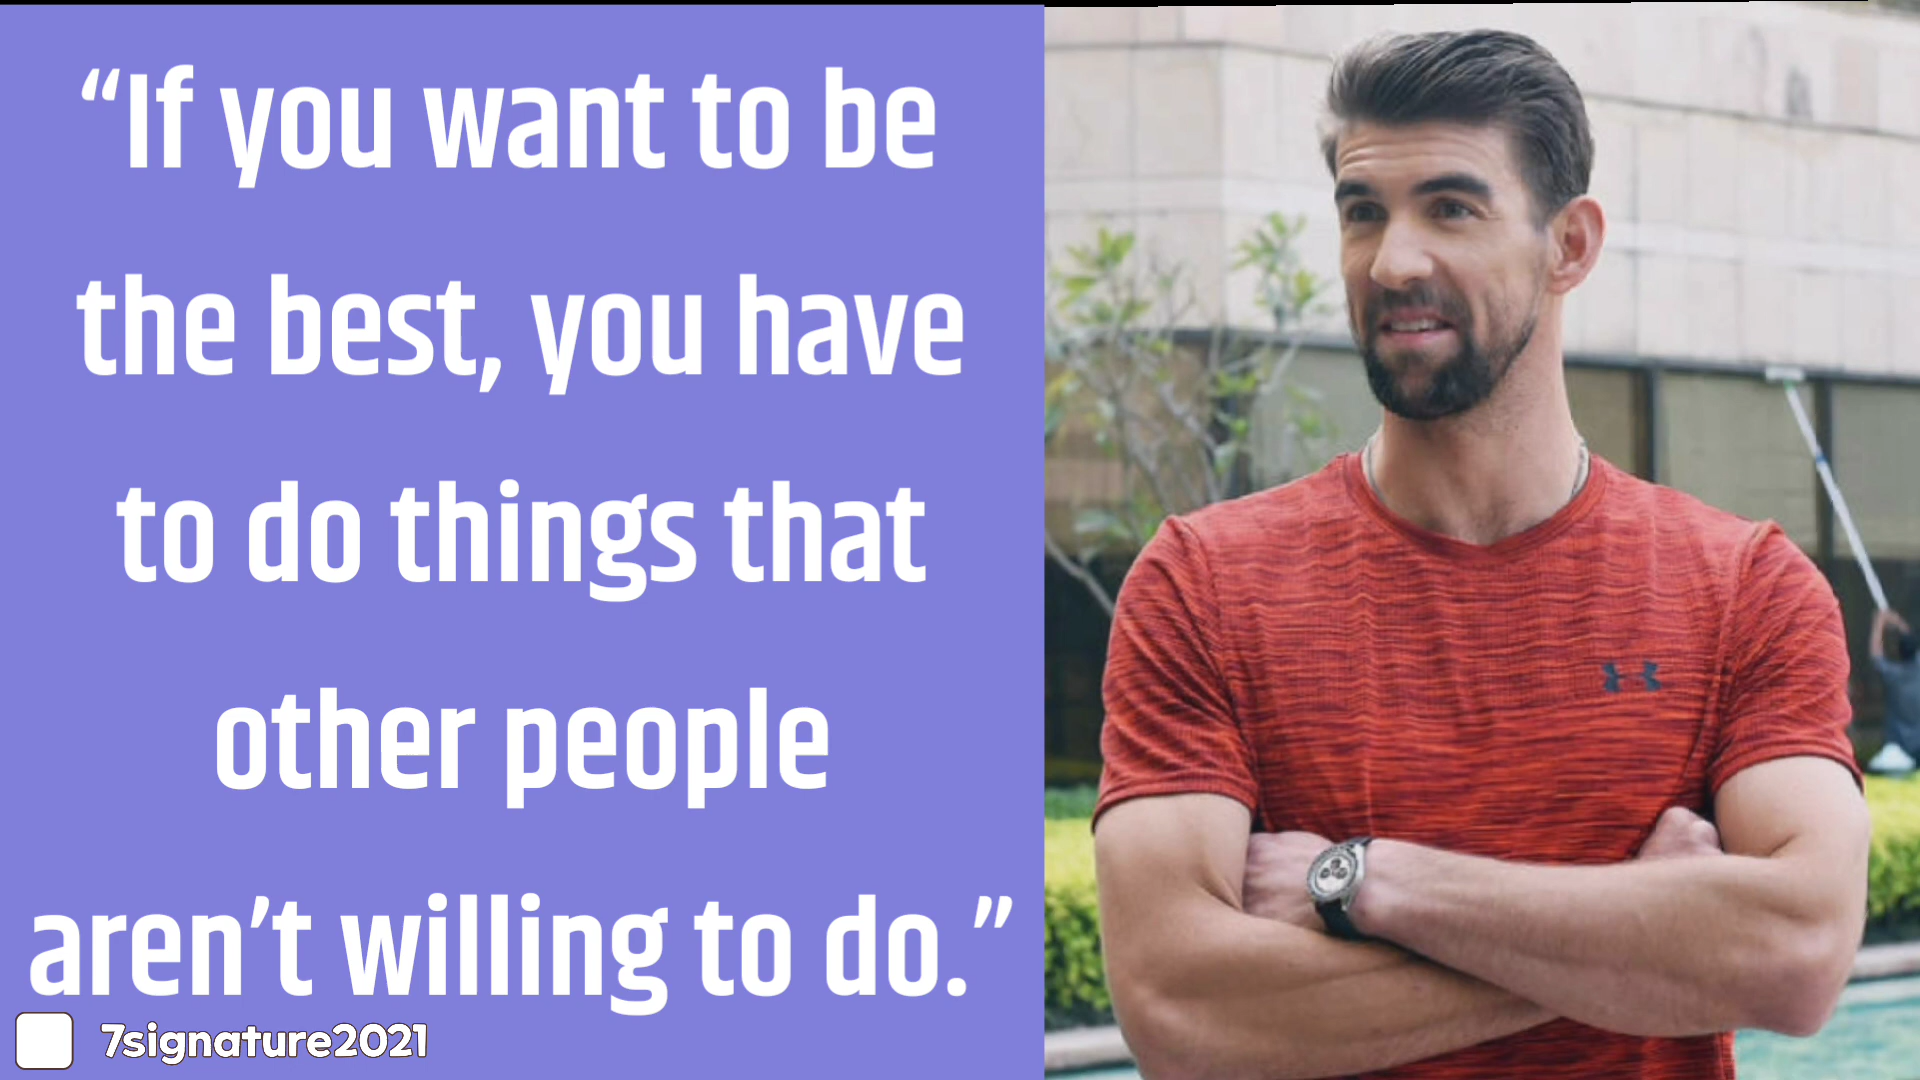 “If you want to be
the best, you have
to do things that
other people
aren’t willing to do.”
7signature2021